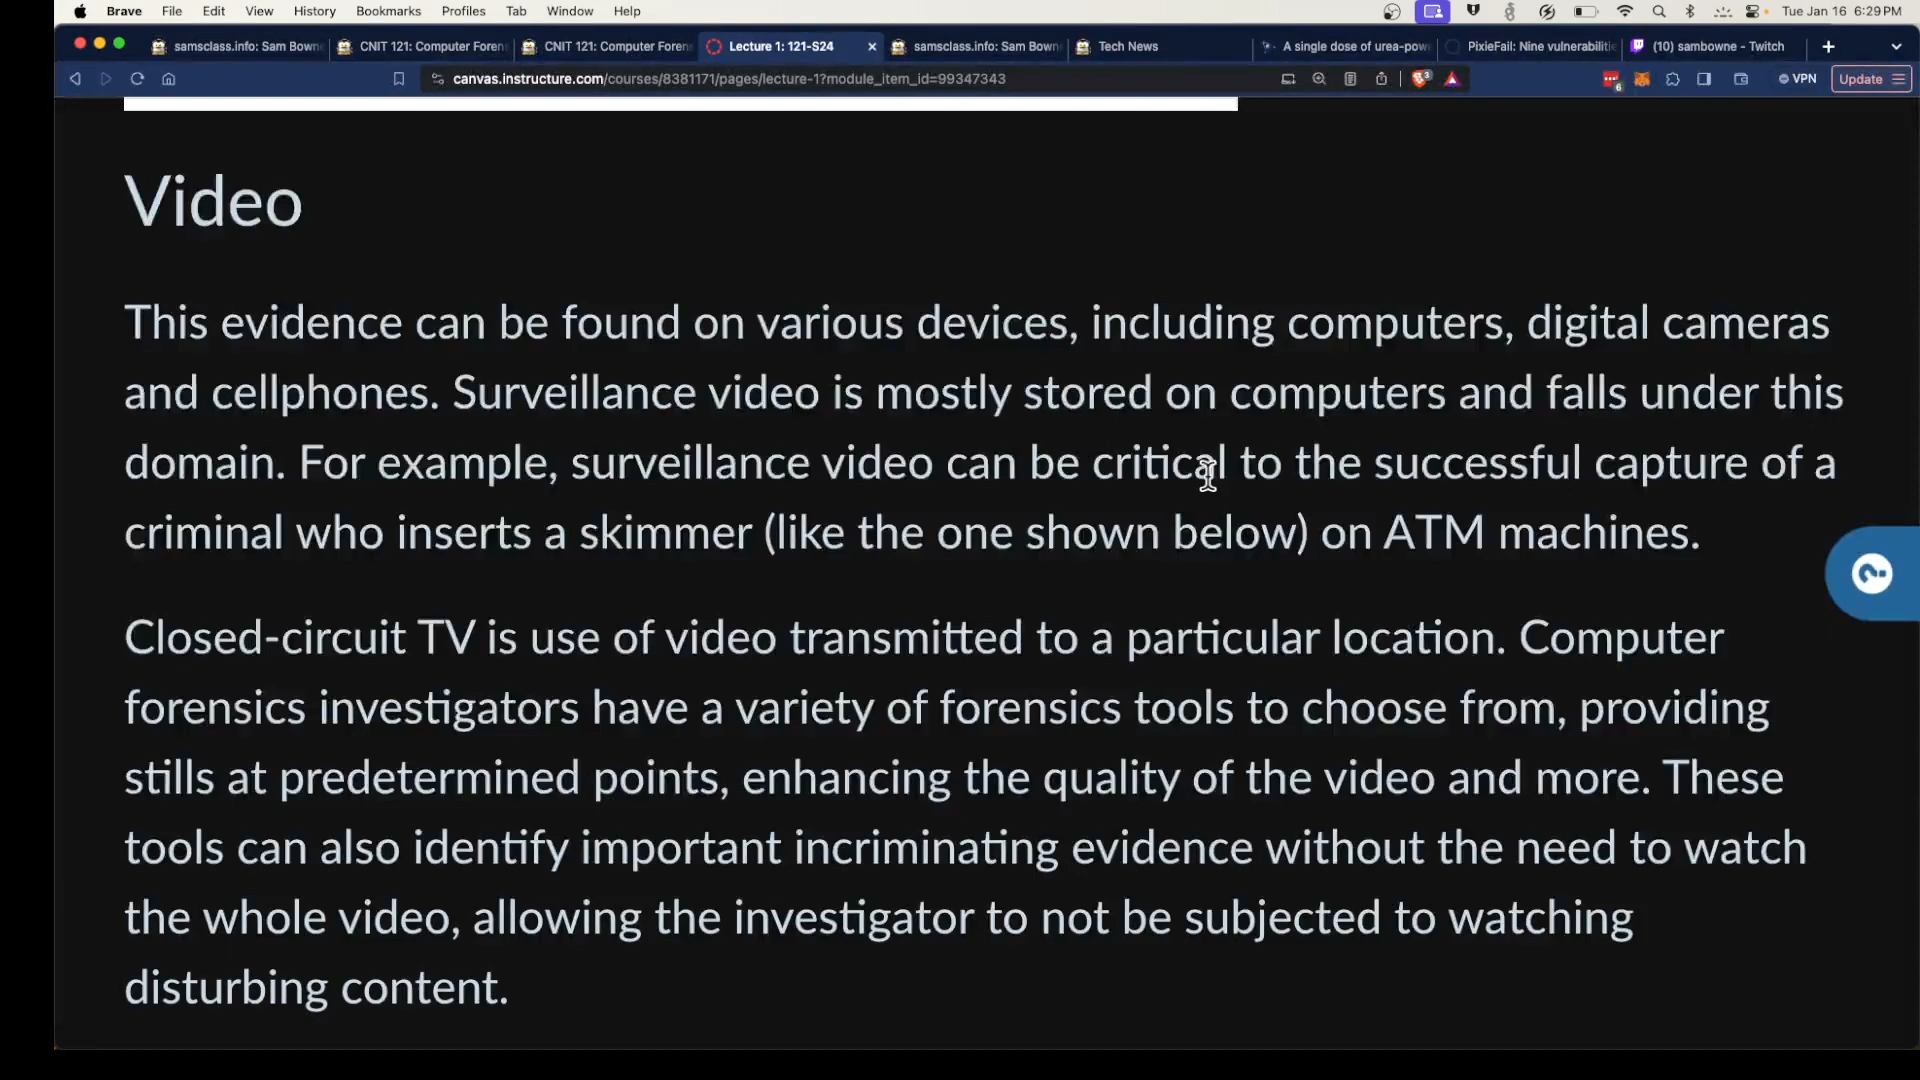 Brave File Edit View History Bookmarks Profiles Tab Window Help Tue Jan 16 6:29 PM
samsclass.info: Sam Bowne CNIT 121: Computer Foren CNIT 121: Computer Foren Lecture 1: 121-S24 samsclass.info: Sam Bowne Tech News A single dose of urea-pow PixieFail: Nine vulnerabilitie (10) sambowne - Twitch
canvas.instructure.com/courses/8381171/pages/lecture-1?module_item_id=99347343 3 6 VPN Update
Video
This evidence can be found on various devices, including computers, digital cameras
and cellphones. Surveillance video is mostly stored on computers and falls under this
domain. For example, surveillance video can be critical to the successful capture of a
criminal who inserts a skimmer (like the one shown below) on ATM machines.
Closed-circuit TV is use of video transmitted to a particular location. Computer
forensics investigators have a variety of forensics tools to choose from, providing
stills at predetermined points, enhancing the quality of the video and more. These
tools can also identify important incriminating evidence without the need to watch
the whole video, allowing the investigator to not be subjected to watching
disturbing content.